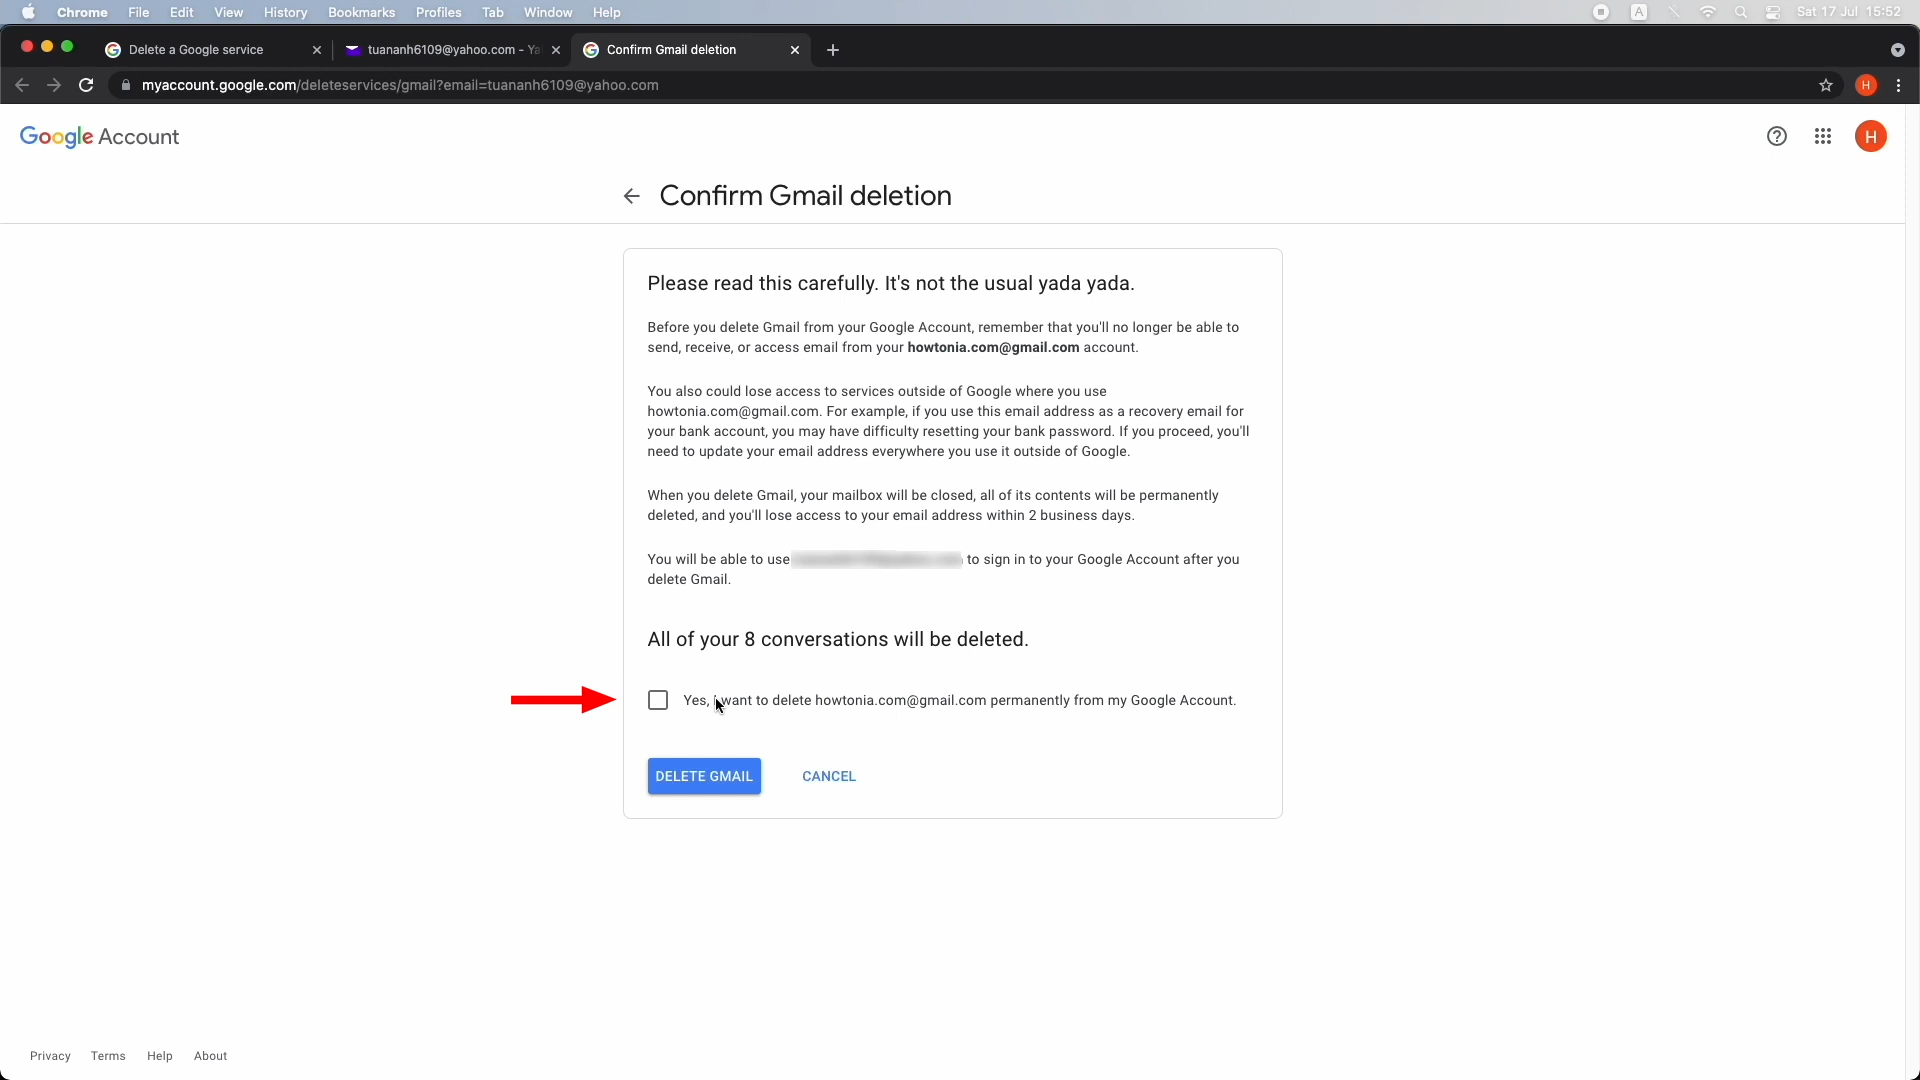 Chrome File Edit View History Bookmarks Profiles Tab Window Help A Sat 17 Jul 15:52
Delete a Google service tuananh6109@yahoo.com - Ya Confirm Gmail deletion
myaccount.google.com/deleteservices/gmail?email=tuananh6109@yahoo.com H
Google Account H
Confirm Gmail deletion
Please read this carefully. It's not the usual yada yada.
Before you delete Gmail from your Google Account, remember that you'll no longer be able to
send, receive, or access email from your howtonia.com@gmail.com account.
You also could lose access to services outside of Google where you use
howtonia.com@gmail.com. For example, if you use this email address as a recovery email for
your bank account, you may have difficulty resetting your bank password. If you proceed, you'll
need to update your email address everywhere you use it outside of Google.
When you delete Gmail, your mailbox will be closed, all of its contents will be permanently
deleted, and you'll lose access to your email address within 2 business days.
You will be able to use to sign in to your Google Account after you
delete Gmail.
All of your 8 conversations will be deleted.
Yes, I want to delete howtonia.com@gmail.com permanently from my Google Account.
DELETE GMAIL CANCEL
Privacy Terms Help About